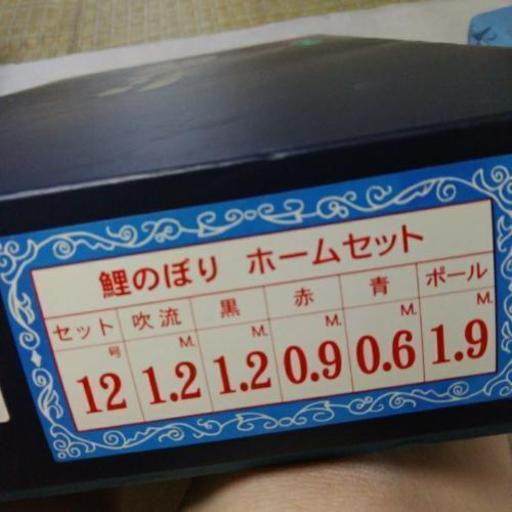 鯉のぼり ホームセット
セット 吹流 黒 赤 青 ポール
号 M. M. M. M. M.
12 1.2 1.2 0.9 0.6 1.9